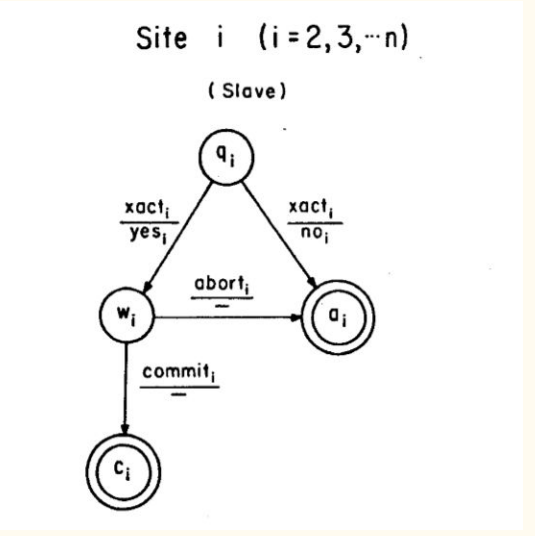 Site i (i=2,3,···n)
(Slave)
qᵢ
xactᵢ
yesᵢ
xactᵢ
noᵢ
wᵢ
abortᵢ
–
aᵢ
commitᵢ
–
cᵢ